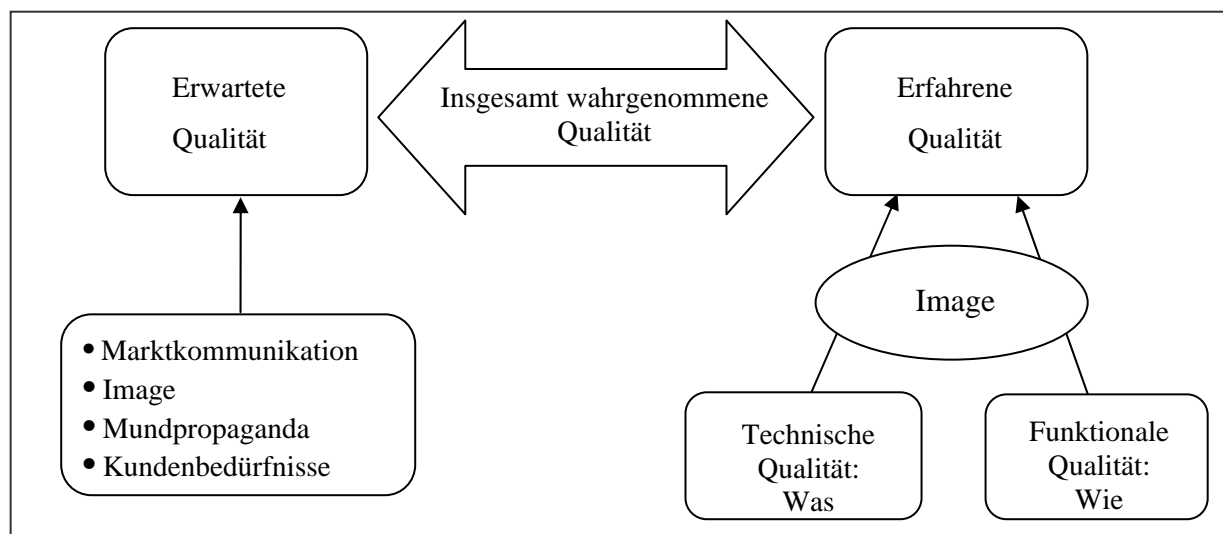 Erwartete
Qualität
Insgesamt wahrgenommene
Qualität
Erfahrene
Qualität
Image
• Marktkommunikation
• Image
• Mundpropaganda
• Kundenbedürfnisse
Technische
Qualität:
Was
Funktionale
Qualität:
Wie